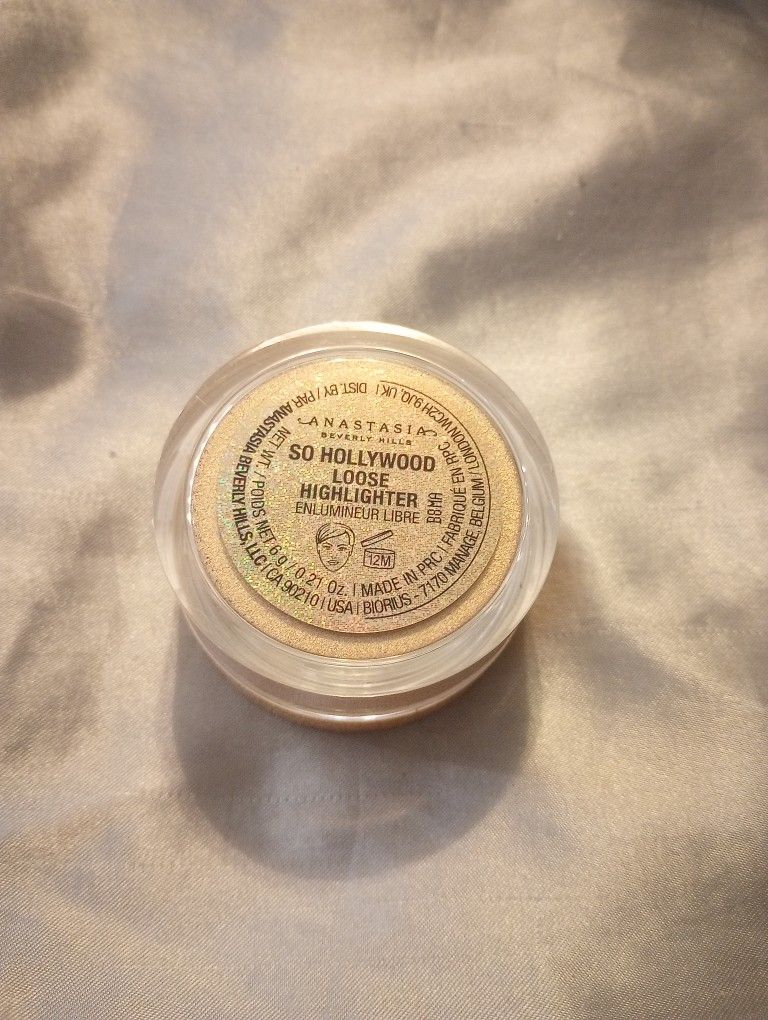 ANASTASIA
BEVERLY HILLS
SO HOLLYWOOD
LOOSE
HIGHLIGHTER
ENLUMINEUR LIBRE
B8HA
12M
NET WT. / POIDS NET 6 g / 0.21 Oz. | MADE IN PRC | FABRIQUÉ EN RPC
DIST. BY / PAR ANASTASIA BEVERLY HILLS, LLC | CA 90210 | USA | BIORIUS - 7170 MANAGE, BELGIUM / LONDON WC2H 9JQ, UK |